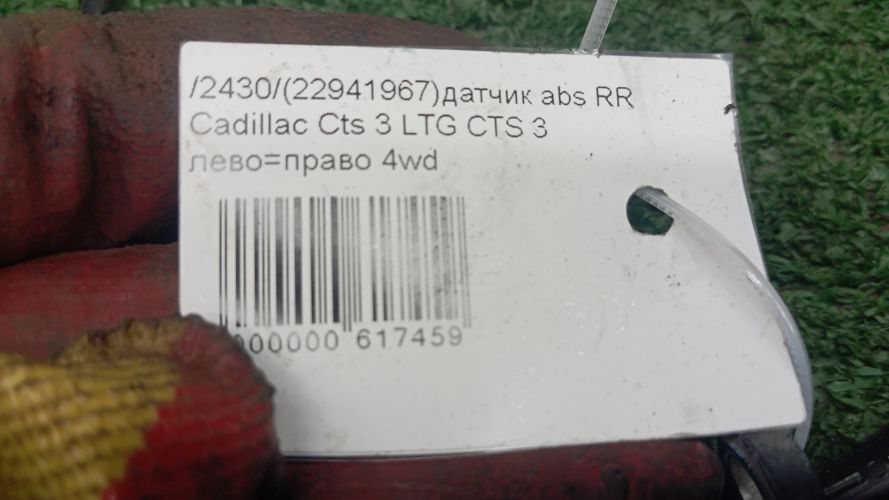 /2430/(22941967)датчик abs RR
Cadillac Cts 3 LTG CTS 3
лево=право 4wd
000000 617459